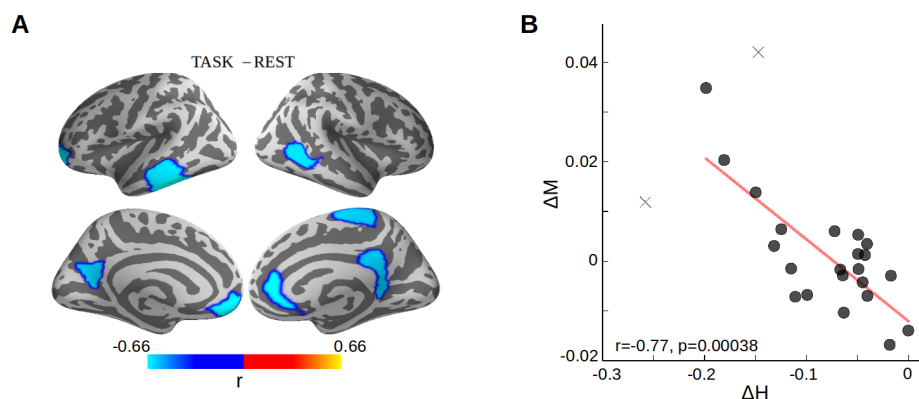 A
TASK – REST
-0.66
0.66
r
B
ΔM
0.04
0.02
0
-0.02
r=-0.77, p=0.00038
-0.3
-0.2
-0.1
0
ΔH